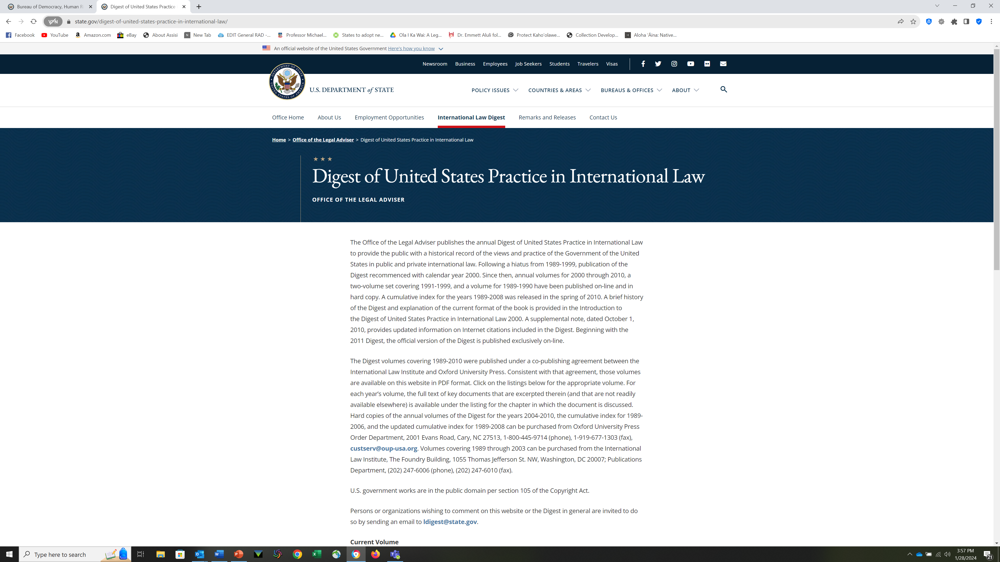 Bureau of Democracy, Human R
Digest of United States Practice
VPN
state.gov/digest-of-united-states-practice-in-international-law/
Facebook
YouTube
Amazon.com
eBay
About Assisi
New Tab
EDIT General RAD -...
Professor Michael...
States to adopt ne...
Ola I Ka Wai: A Leg...
Dr. Emmett Aluli fol...
Protect Kahoʻolawe...
Collection Develop...
Aloha ʻĀina: Native...
An official website of the United States Government Here's how you know
Newsroom
Business
Employees
Job Seekers
Students
Travelers
Visas
DEPARTMENT OF STATE
UNITED STATES OF AMERICA
U.S. DEPARTMENT of STATE
POLICY ISSUES
COUNTRIES & AREAS
BUREAUS & OFFICES
ABOUT
Office Home
About Us
Employment Opportunities
International Law Digest
Remarks and Releases
Contact Us
Home > Office of the Legal Adviser > Digest of United States Practice in International Law
Digest of United States Practice in International Law
OFFICE OF THE LEGAL ADVISER
The Office of the Legal Adviser publishes the annual Digest of United States Practice in International Law
to provide the public with a historical record of the views and practice of the Government of the United
States in public and private international law. Following a hiatus from 1989-1999, publication of the
Digest recommenced with calendar year 2000. Since then, annual volumes for 2000 through 2010, a
two-volume set covering 1991-1999, and a volume for 1989-1990 have been published on-line and in
hard copy. A cumulative index for the years 1989-2008 was released in the spring of 2010. A brief history
of the Digest and explanation of the current format of the book is provided in the Introduction to
the Digest of United States Practice in International Law 2000. A supplemental note, dated October 1,
2010, provides updated information on Internet citations included in the Digest. Beginning with the
2011 Digest, the official version of the Digest is published exclusively on-line.
The Digest volumes covering 1989-2010 were published under a co-publishing agreement between the
International Law Institute and Oxford University Press. Consistent with that agreement, those volumes
are available on this website in PDF format. Click on the listings below for the appropriate volume. For
each year’s volume, the full text of key documents that are excerpted therein (and that are not readily
available elsewhere) is available under the listing for the chapter in which the document is discussed.
Hard copies of the annual volumes of the Digest for the years 2004-2010, the cumulative index for 1989-
2006, and the updated cumulative index for 1989-2008 can be purchased from Oxford University Press
Order Department, 2001 Evans Road, Cary, NC 27513, 1-800-445-9714 (phone), 1-919-677-1303 (fax),
custserv@oup-usa.org. Volumes covering 1989 through 2003 can be purchased from the International
Law Institute, The Foundry Building, 1055 Thomas Jefferson St. NW, Washington, DC 20007; Publications
Department, (202) 247-6006 (phone), (202) 247-6010 (fax).
U.S. government works are in the public domain per section 105 of the Copyright Act.
Persons or organizations wishing to comment on this website or the Digest in general are invited to do
so by sending an email to ldigest@state.gov.
Current Volume
Type here to search
3:57 PM
1/28/2024
21